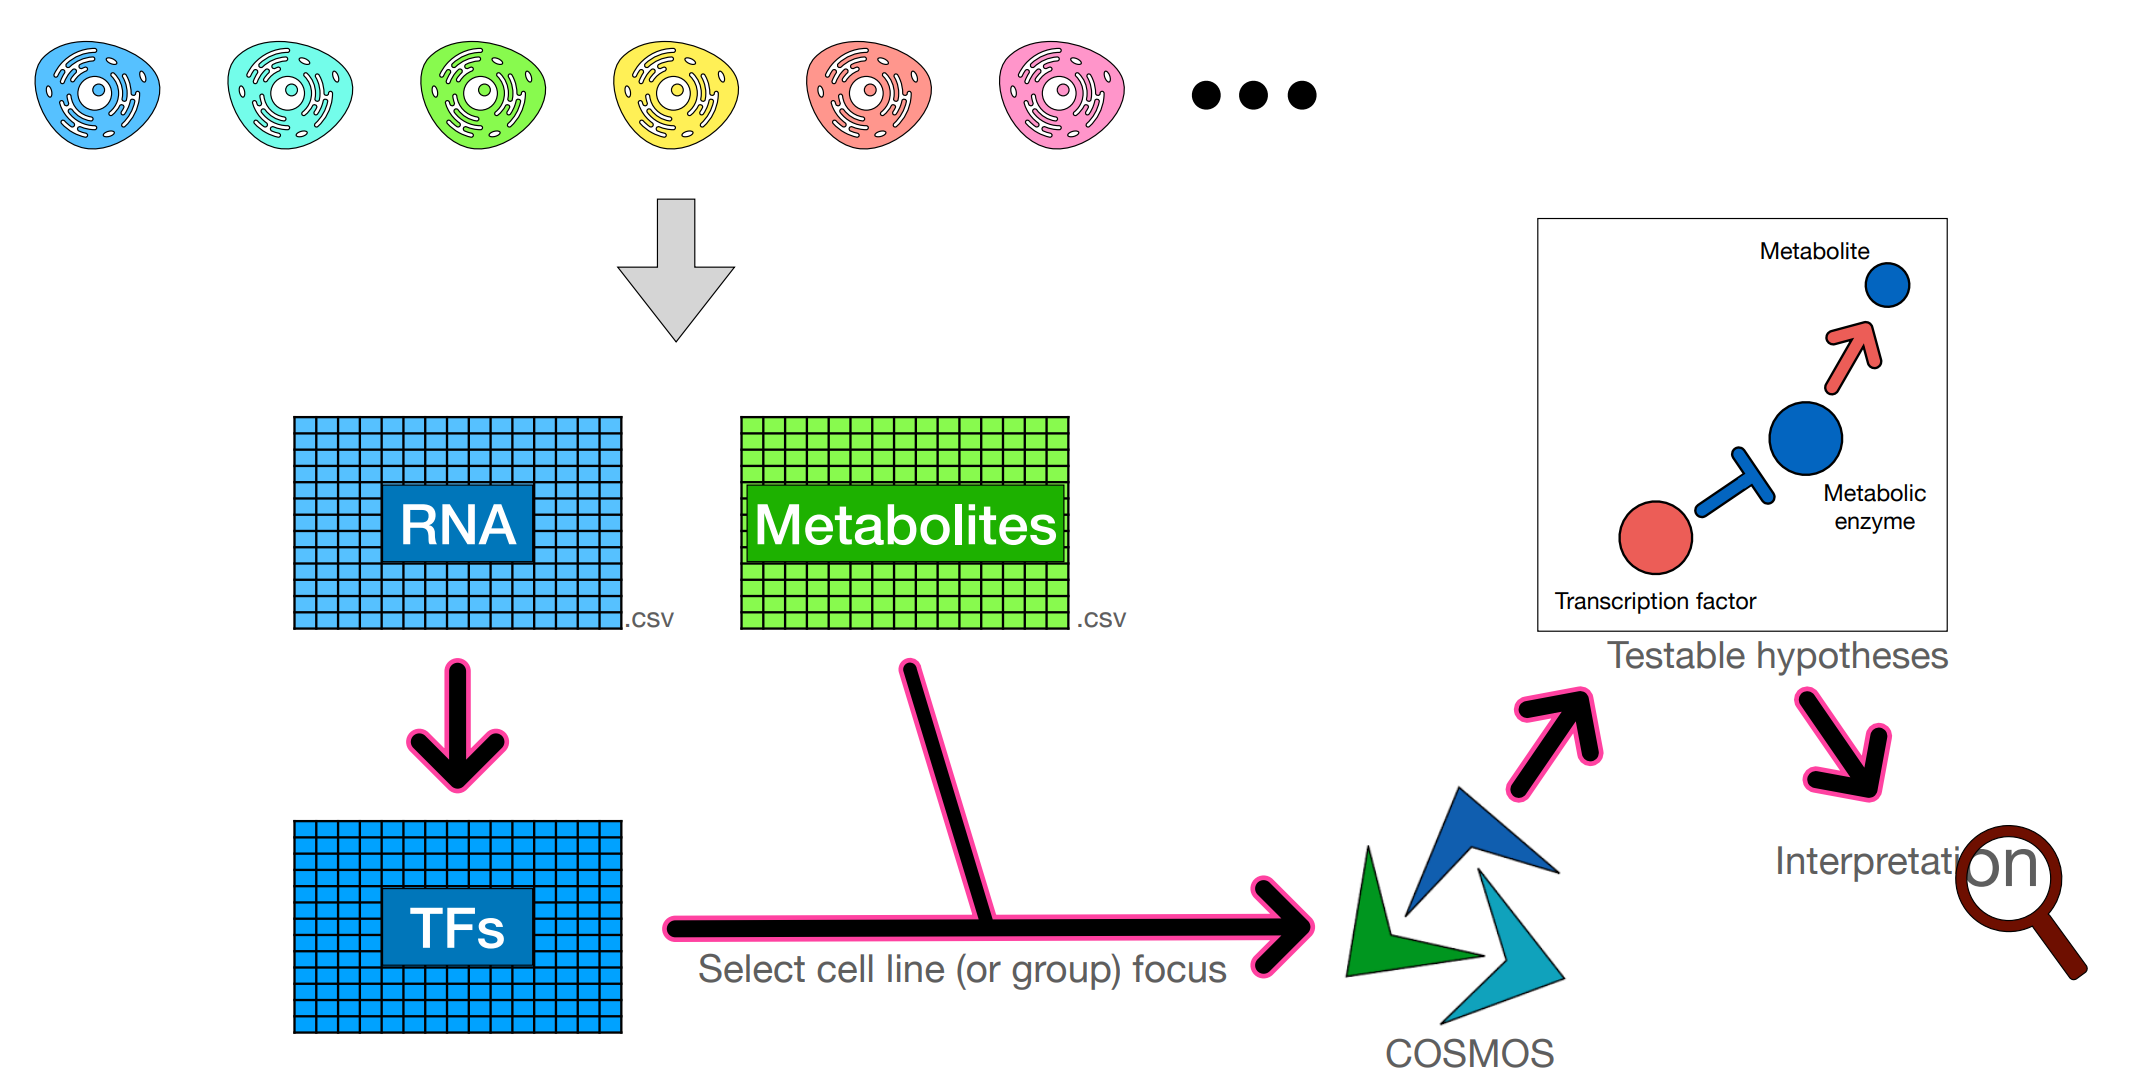 RNA
.csv
Metabolites
.csv
TFs
Select cell line (or group) focus
COSMOS
Metabolite
Metabolic
enzyme
Transcription factor
Testable hypotheses
Interpretation